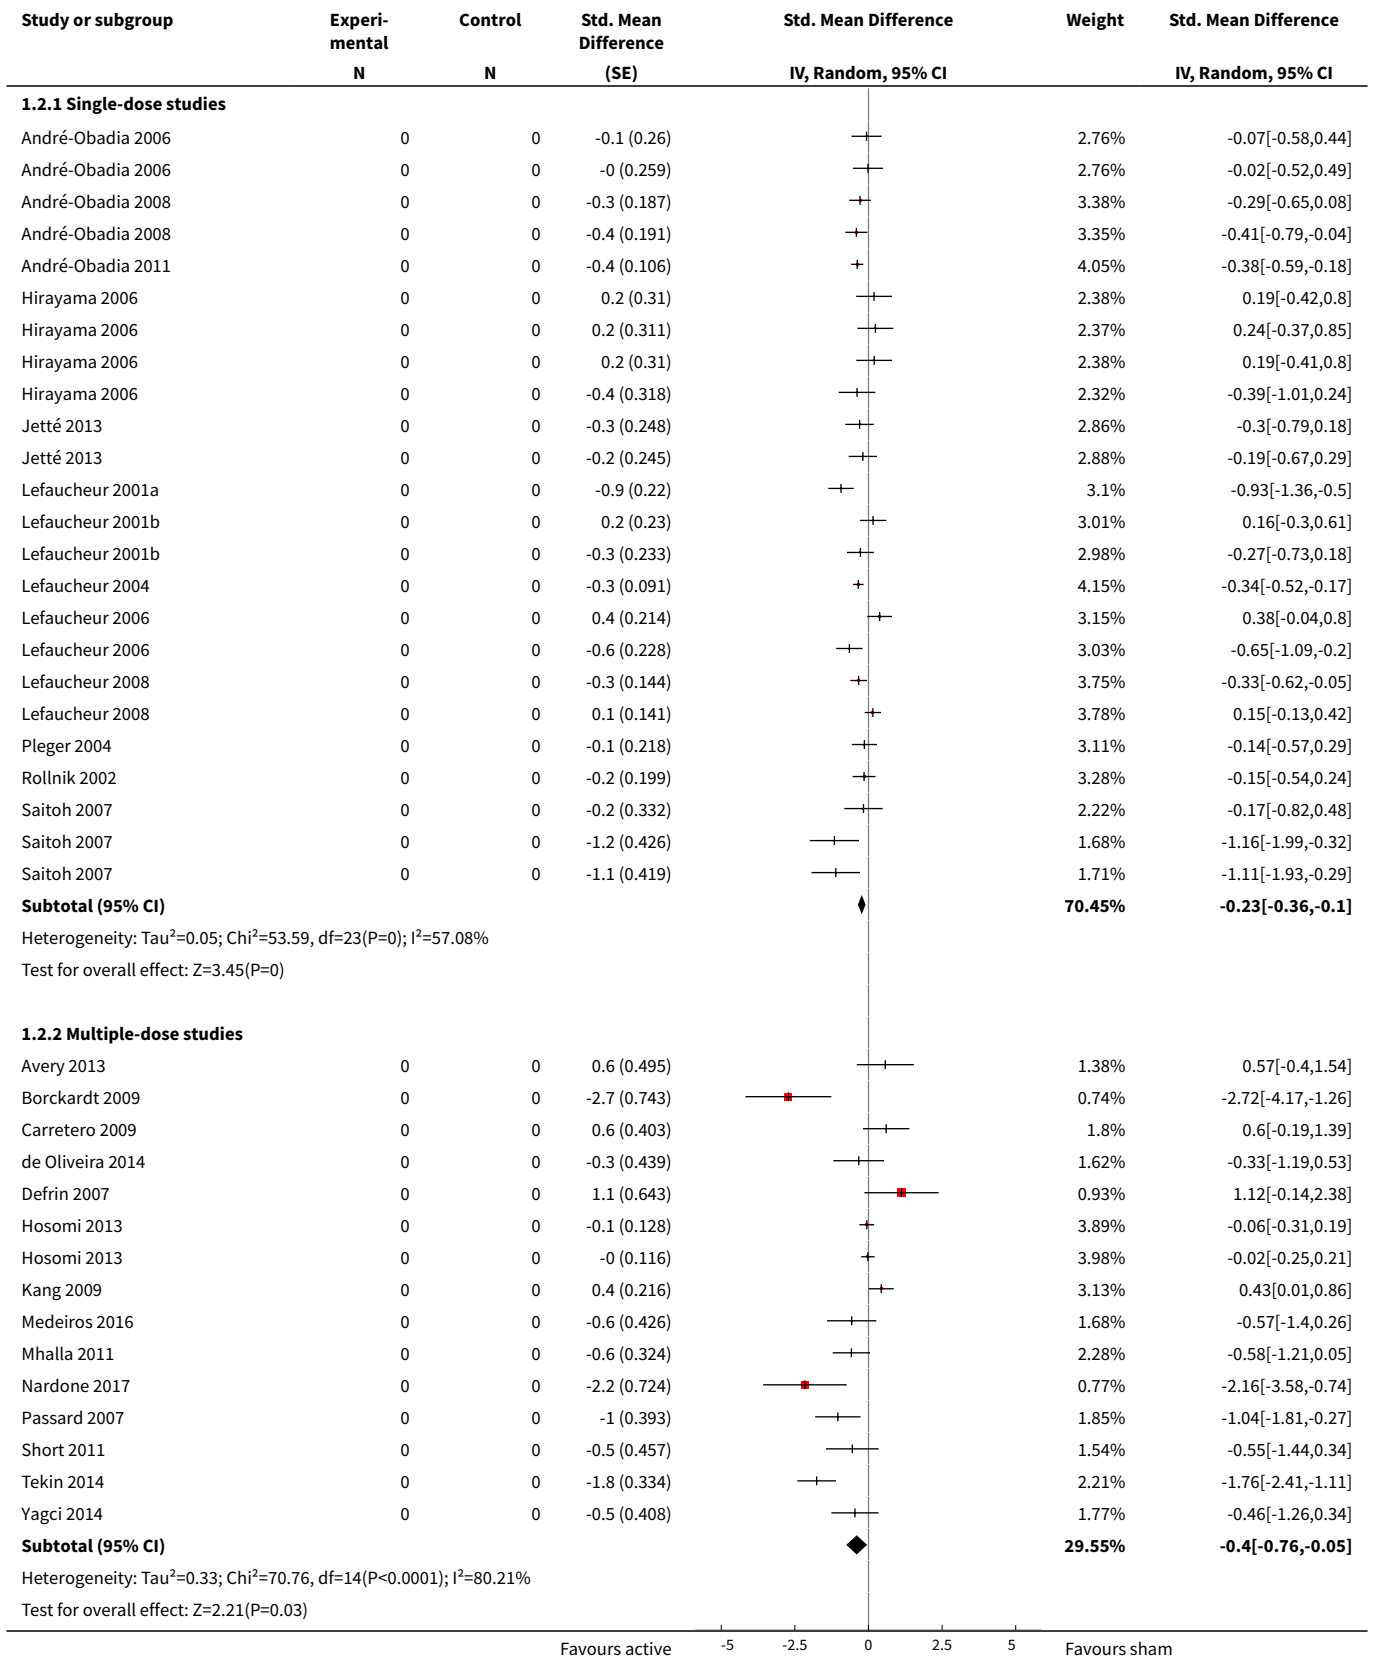 Study or subgroup Experi- Control Std. Mean Std. Mean Difference Weight Std. Mean Difference
mental Difference
N N (SE) IV, Random, 95% CI IV, Random, 95% CI
1.2.1 Single-dose studies
André-Obadia 2006 0 0 -0.1 (0.26) 2.76% -0.07[-0.58,0.44]
André-Obadia 2006 0 0 -0 (0.259) 2.76% -0.02[-0.52,0.49]
André-Obadia 2008 0 0 -0.3 (0.187) 3.38% -0.29[-0.65,0.08]
André-Obadia 2008 0 0 -0.4 (0.191) 3.35% -0.41[-0.79,-0.04]
André-Obadia 2011 0 0 -0.4 (0.106) 4.05% -0.38[-0.59,-0.18]
Hirayama 2006 0 0 0.2 (0.31) 2.38% 0.19[-0.42,0.8]
Hirayama 2006 0 0 0.2 (0.311) 2.37% 0.24[-0.37,0.85]
Hirayama 2006 0 0 0.2 (0.31) 2.38% 0.19[-0.41,0.8]
Hirayama 2006 0 0 -0.4 (0.318) 2.32% -0.39[-1.01,0.24]
Jetté 2013 0 0 -0.3 (0.248) 2.86% -0.3[-0.79,0.18]
Jetté 2013 0 0 -0.2 (0.245) 2.88% -0.19[-0.67,0.29]
Lefaucheur 2001a 0 0 -0.9 (0.22) 3.1% -0.93[-1.36,-0.5]
Lefaucheur 2001b 0 0 0.2 (0.23) 3.01% 0.16[-0.3,0.61]
Lefaucheur 2001b 0 0 -0.3 (0.233) 2.98% -0.27[-0.73,0.18]
Lefaucheur 2004 0 0 -0.3 (0.091) 4.15% -0.34[-0.52,-0.17]
Lefaucheur 2006 0 0 0.4 (0.214) 3.15% 0.38[-0.04,0.8]
Lefaucheur 2006 0 0 -0.6 (0.228) 3.03% -0.65[-1.09,-0.2]
Lefaucheur 2008 0 0 -0.3 (0.144) 3.75% -0.33[-0.62,-0.05]
Lefaucheur 2008 0 0 0.1 (0.141) 3.78% 0.15[-0.13,0.42]
Pleger 2004 0 0 -0.1 (0.218) 3.11% -0.14[-0.57,0.29]
Rollnik 2002 0 0 -0.2 (0.199) 3.28% -0.15[-0.54,0.24]
Saitoh 2007 0 0 -0.2 (0.332) 2.22% -0.17[-0.82,0.48]
Saitoh 2007 0 0 -1.2 (0.426) 1.68% -1.16[-1.99,-0.32]
Saitoh 2007 0 0 -1.1 (0.419) 1.71% -1.11[-1.93,-0.29]
Subtotal (95% CI) 70.45% -0.23[-0.36,-0.1]
Heterogeneity: Tau²=0.05; Chi²=53.59, df=23(P=0); I²=57.08%
Test for overall effect: Z=3.45(P=0)
1.2.2 Multiple-dose studies
Avery 2013 0 0 0.6 (0.495) 1.38% 0.57[-0.4,1.54]
Borckardt 2009 0 0 -2.7 (0.743) 0.74% -2.72[-4.17,-1.26]
Carretero 2009 0 0 0.6 (0.403) 1.8% 0.6[-0.19,1.39]
de Oliveira 2014 0 0 -0.3 (0.439) 1.62% -0.33[-1.19,0.53]
Defrin 2007 0 0 1.1 (0.643) 0.93% 1.12[-0.14,2.38]
Hosomi 2013 0 0 -0.1 (0.128) 3.89% -0.06[-0.31,0.19]
Hosomi 2013 0 0 -0 (0.116) 3.98% -0.02[-0.25,0.21]
Kang 2009 0 0 0.4 (0.216) 3.13% 0.43[0.01,0.86]
Medeiros 2016 0 0 -0.6 (0.426) 1.68% -0.57[-1.4,0.26]
Mhalla 2011 0 0 -0.6 (0.324) 2.28% -0.58[-1.21,0.05]
Nardone 2017 0 0 -2.2 (0.724) 0.77% -2.16[-3.58,-0.74]
Passard 2007 0 0 -1 (0.393) 1.85% -1.04[-1.81,-0.27]
Short 2011 0 0 -0.5 (0.457) 1.54% -0.55[-1.44,0.34]
Tekin 2014 0 0 -1.8 (0.334) 2.21% -1.76[-2.41,-1.11]
Yagci 2014 0 0 -0.5 (0.408) 1.77% -0.46[-1.26,0.34]
Subtotal (95% CI) 29.55% -0.4[-0.76,-0.05]
Heterogeneity: Tau²=0.33; Chi²=70.76, df=14(P<0.0001); I²=80.21%
Test for overall effect: Z=2.21(P=0.03)
Favours active -5 -2.5 0 2.5 5 Favours sham